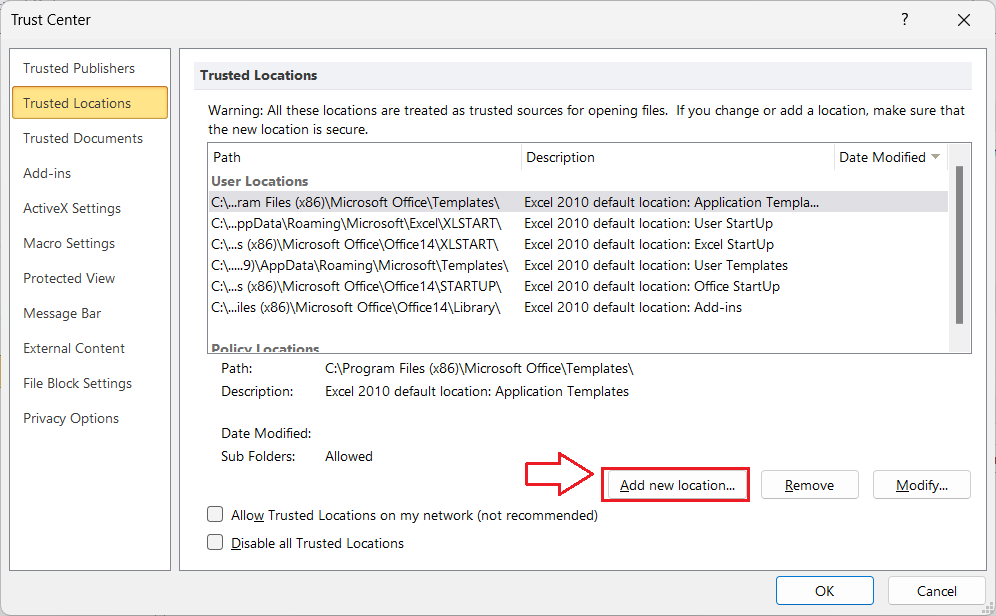 Trust Center
?
Trusted Publishers
Trusted Locations
Trusted Documents
Add-ins
ActiveX Settings
Macro Settings
Protected View
Message Bar
External Content
File Block Settings
Privacy Options
Trusted Locations
Warning: All these locations are treated as trusted sources for opening files. If you change or add a location, make sure that
the new location is secure.
Path Description Date Modified
User Locations
C:\...ram Files (x86)\Microsoft Office\Templates\ Excel 2010 default location: Application Templa...
C:\...ppData\Roaming\Microsoft\Excel\XLSTART\ Excel 2010 default location: User StartUp
C:\...s (x86)\Microsoft Office\Office14\XLSTART\ Excel 2010 default location: Excel StartUp
C:\.....9)\AppData\Roaming\Microsoft\Templates\ Excel 2010 default location: User Templates
C:\...s (x86)\Microsoft Office\Office14\STARTUP\ Excel 2010 default location: Office StartUp
C:\...iles (x86)\Microsoft Office\Office14\Library\ Excel 2010 default location: Add-ins
Policy Locations
Path: C:\Program Files (x86)\Microsoft Office\Templates\
Description: Excel 2010 default location: Application Templates
Date Modified:
Sub Folders: Allowed
Add new location... Remove Modify...
Allow Trusted Locations on my network (not recommended)
Disable all Trusted Locations
OK Cancel